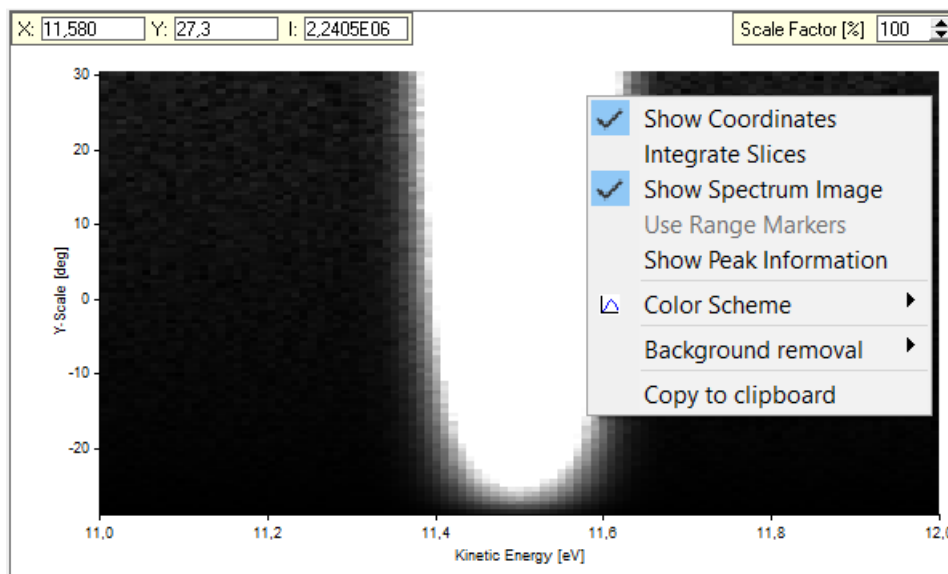 X: 11,580 Y: 27,3 I: 2,2405E06 Scale Factor [%] 100
30
20
10
0
-10
-20
Y-Scale [deg]
Show Coordinates
Integrate Slices
Show Spectrum Image
Use Range Markers
Show Peak Information
Color Scheme
Background removal
Copy to clipboard
11,0 11,2 11,4 11,6 11,8 12,0
Kinetic Energy [eV]